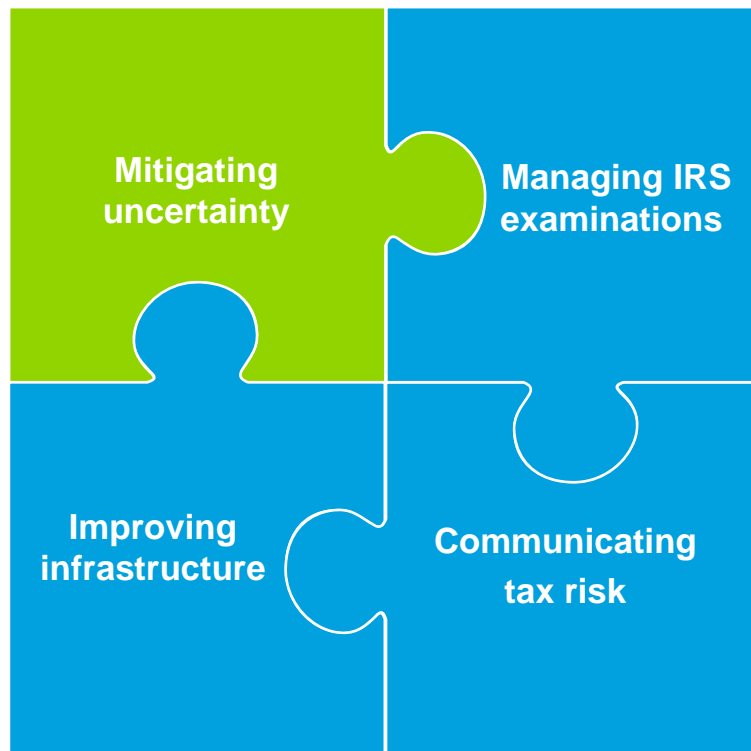 Mitigating
uncertainty
Managing IRS
examinations
Improving
infrastructure
Communicating
tax risk